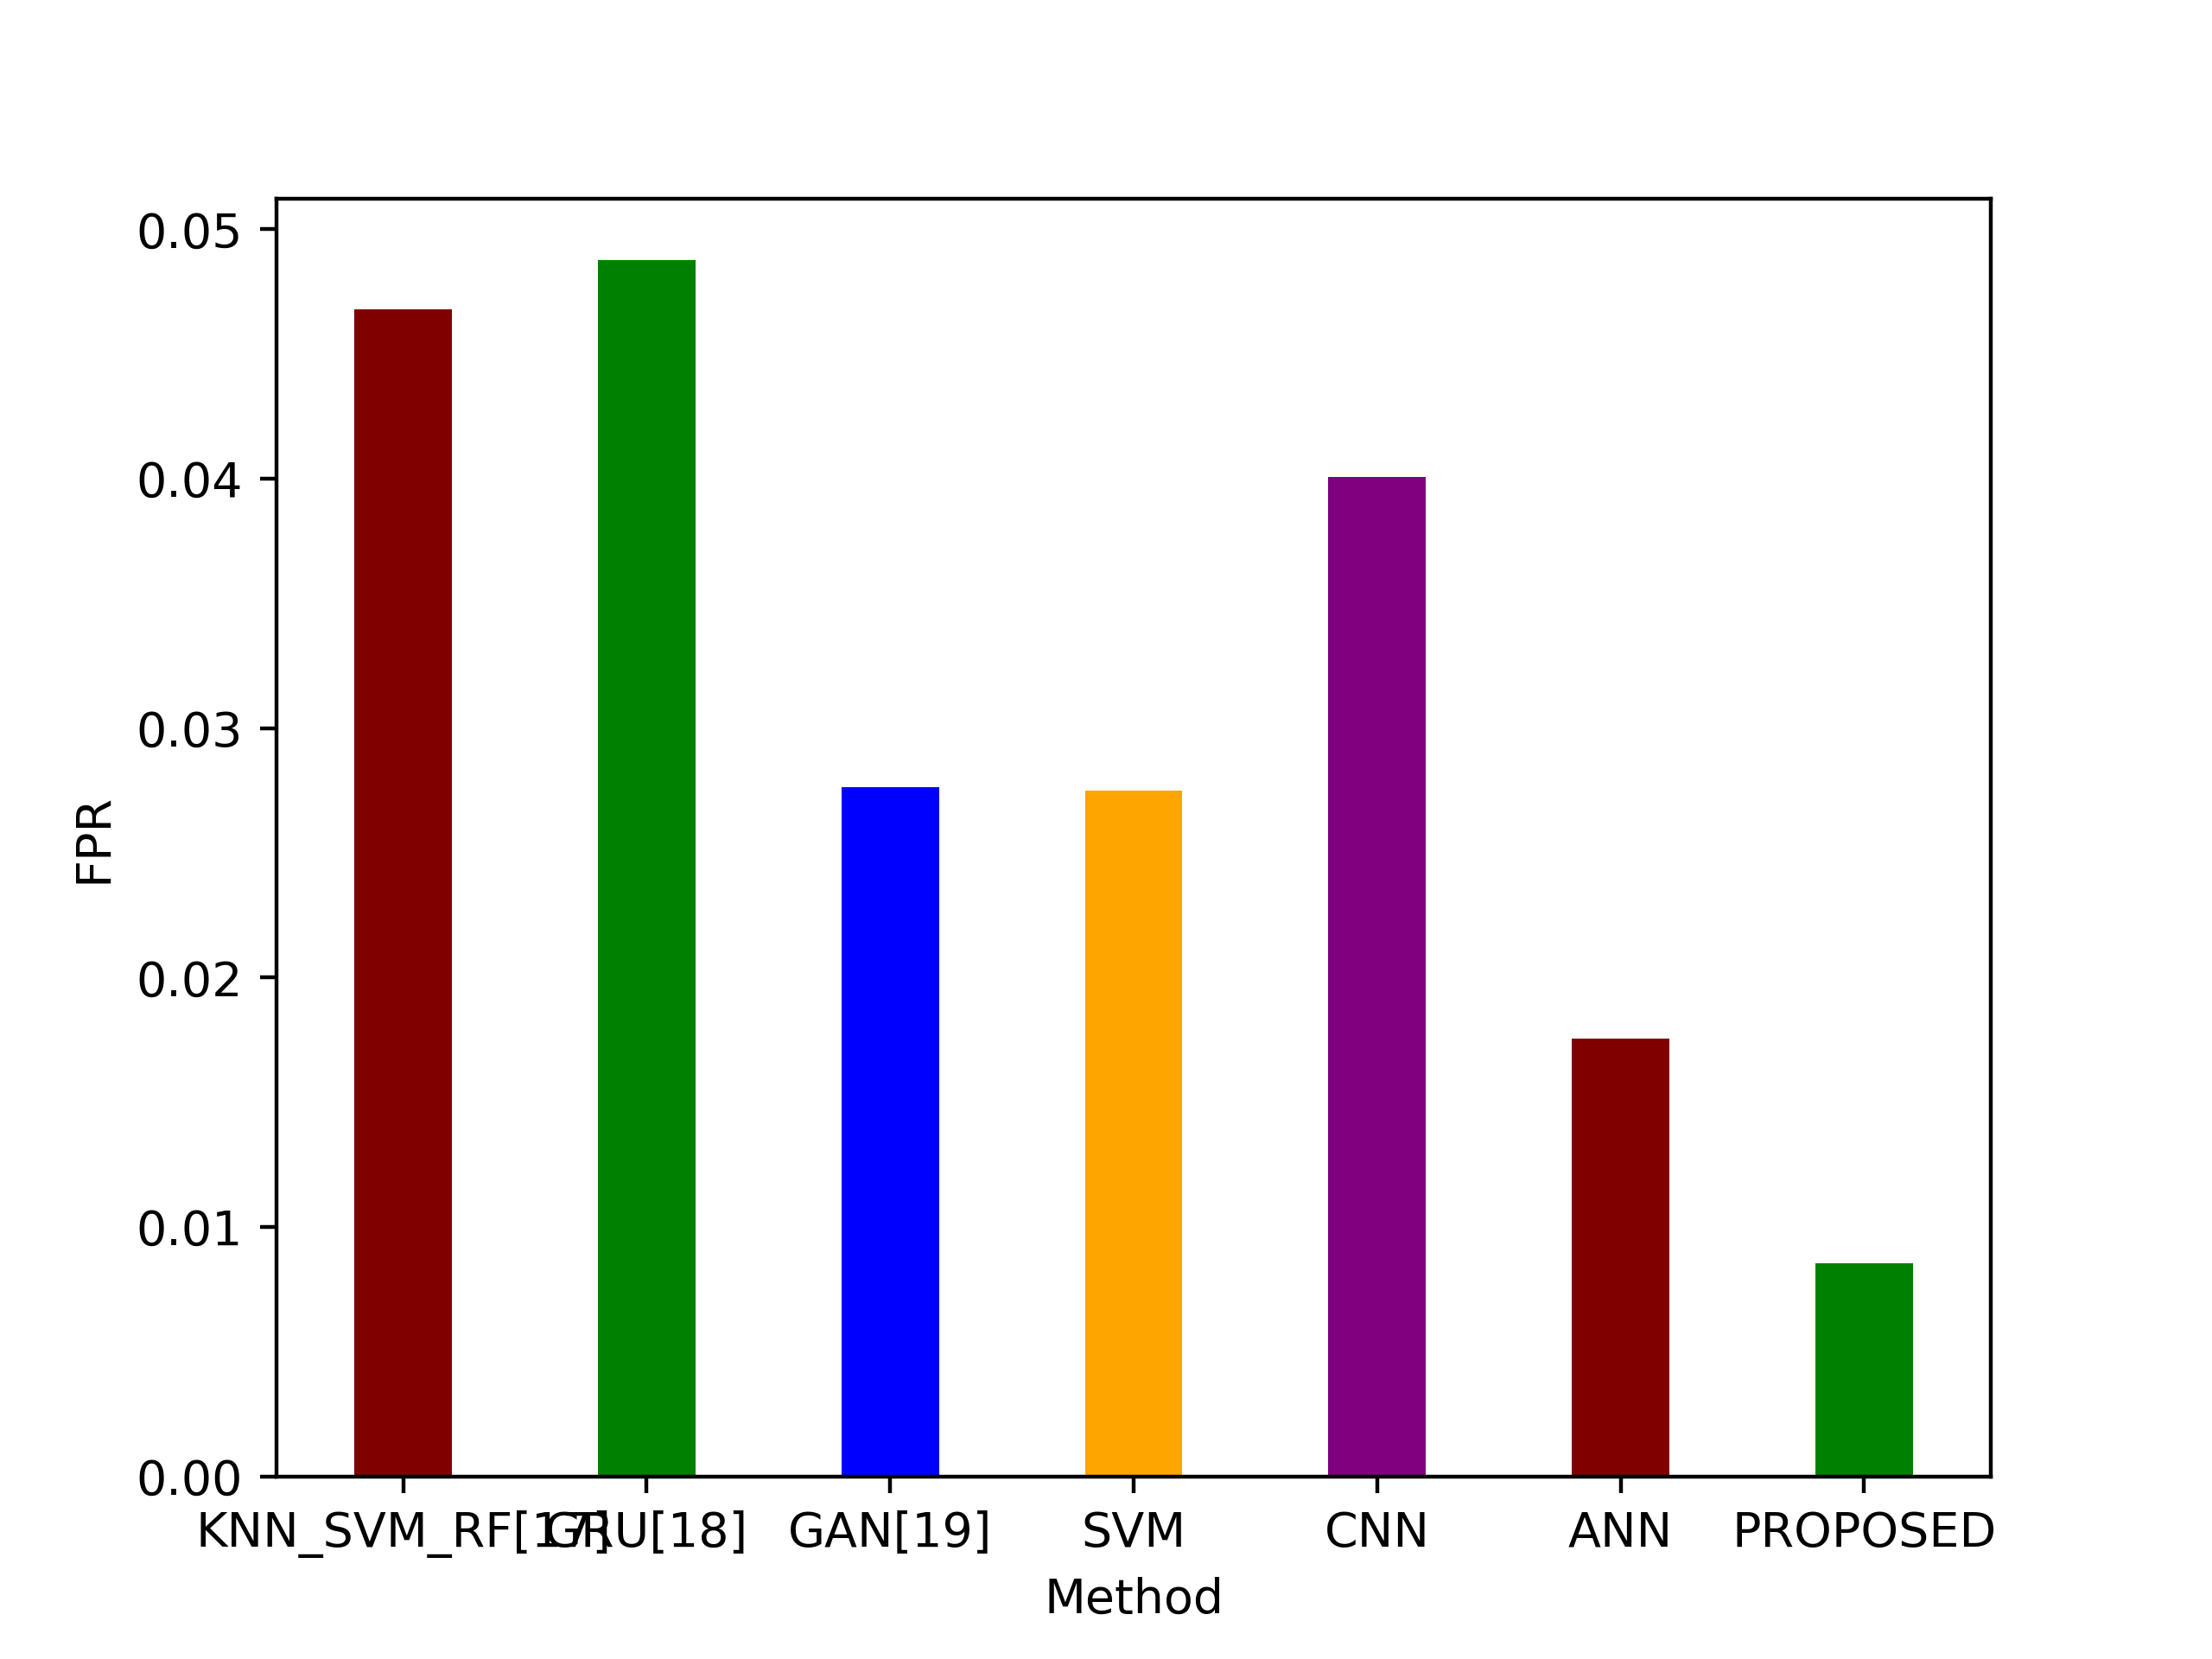 0.05
0.04
0.03
0.02
0.01
0.00
FPR
KNN_SVM_RF[17] GRU[18] GAN[19] SVM CNN ANN PROPOSED
Method